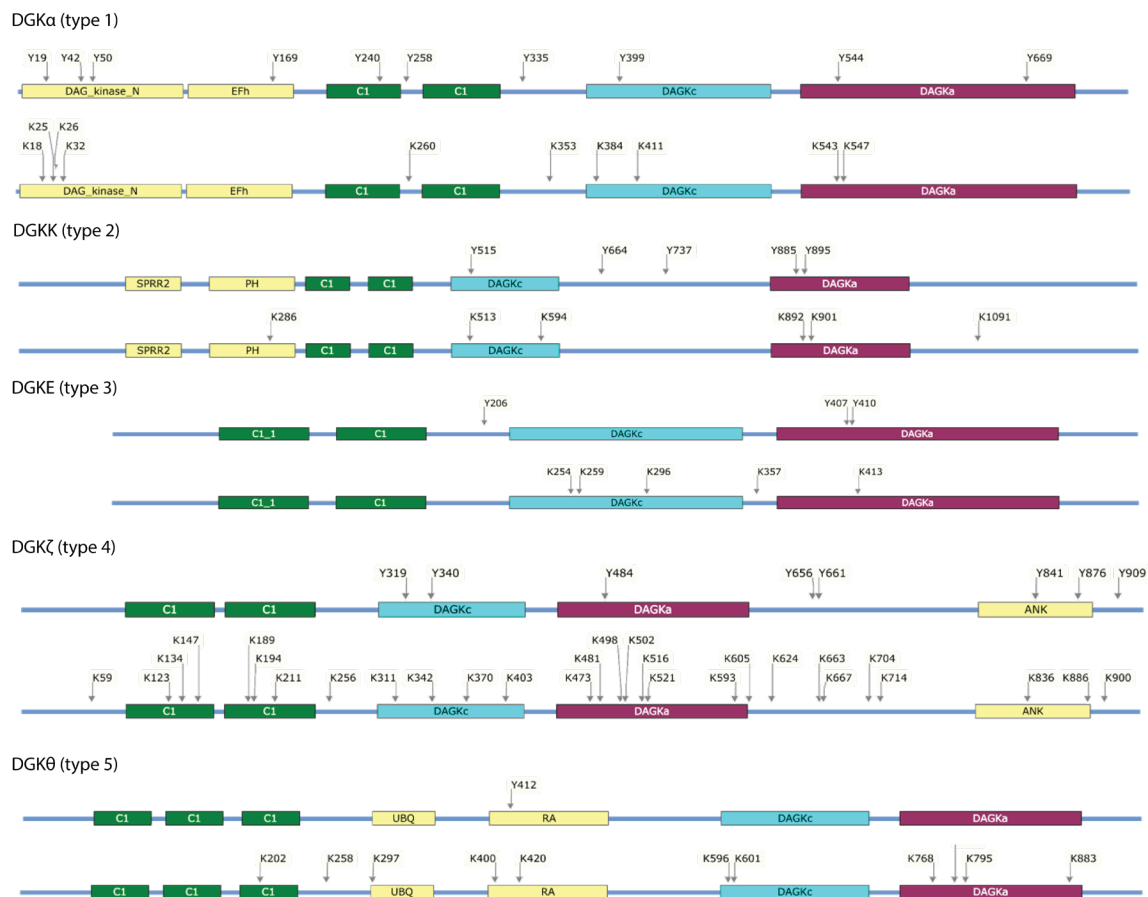 DGKα (type 1)
Y19 Y42 Y50 Y169 Y240 Y258 Y335 Y399 Y544 Y669
DAG_kinase_N EFh C1 C1 DAGKc DAGKa
K25 K26
K18 K32 K260 K353 K384 K411 K543 K547
DAG_kinase_N EFh C1 C1 DAGKc DAGKa
DGKK (type 2)
Y515 Y664 Y737 Y885 Y895
SPRR2 PH C1 C1 DAGKc DAGKa
K286 K513 K594 K892 K901 K1091
SPRR2 PH C1 C1 DAGKc DAGKa
DGKE (type 3)
Y206 Y407 Y410
C1_1 C1 DAGKc DAGKa
K254 K259 K296 K357 K413
C1_1 C1 DAGKc DAGKa
DGKζ (type 4)
Y319 Y340 Y484 Y656 Y661 Y841 Y876 Y909
C1 C1 DAGKc DAGKa ANK
K147 K189 K498 K502
K134 K194 K481 K516 K605 K624 K663 K704
K59 K123 K211 K256 K311 K342 K370 K403 K473 K521 K593 K667 K714 K836 K886 K900
C1 C1 DAGKc DAGKa ANK
DGKθ (type 5)
Y412
C1 C1 C1 UBQ RA DAGKc DAGKa
K202 K258 K297 K400 K420 K596 K601 K768 K795 K883
C1 C1 C1 UBQ RA DAGKc DAGKa